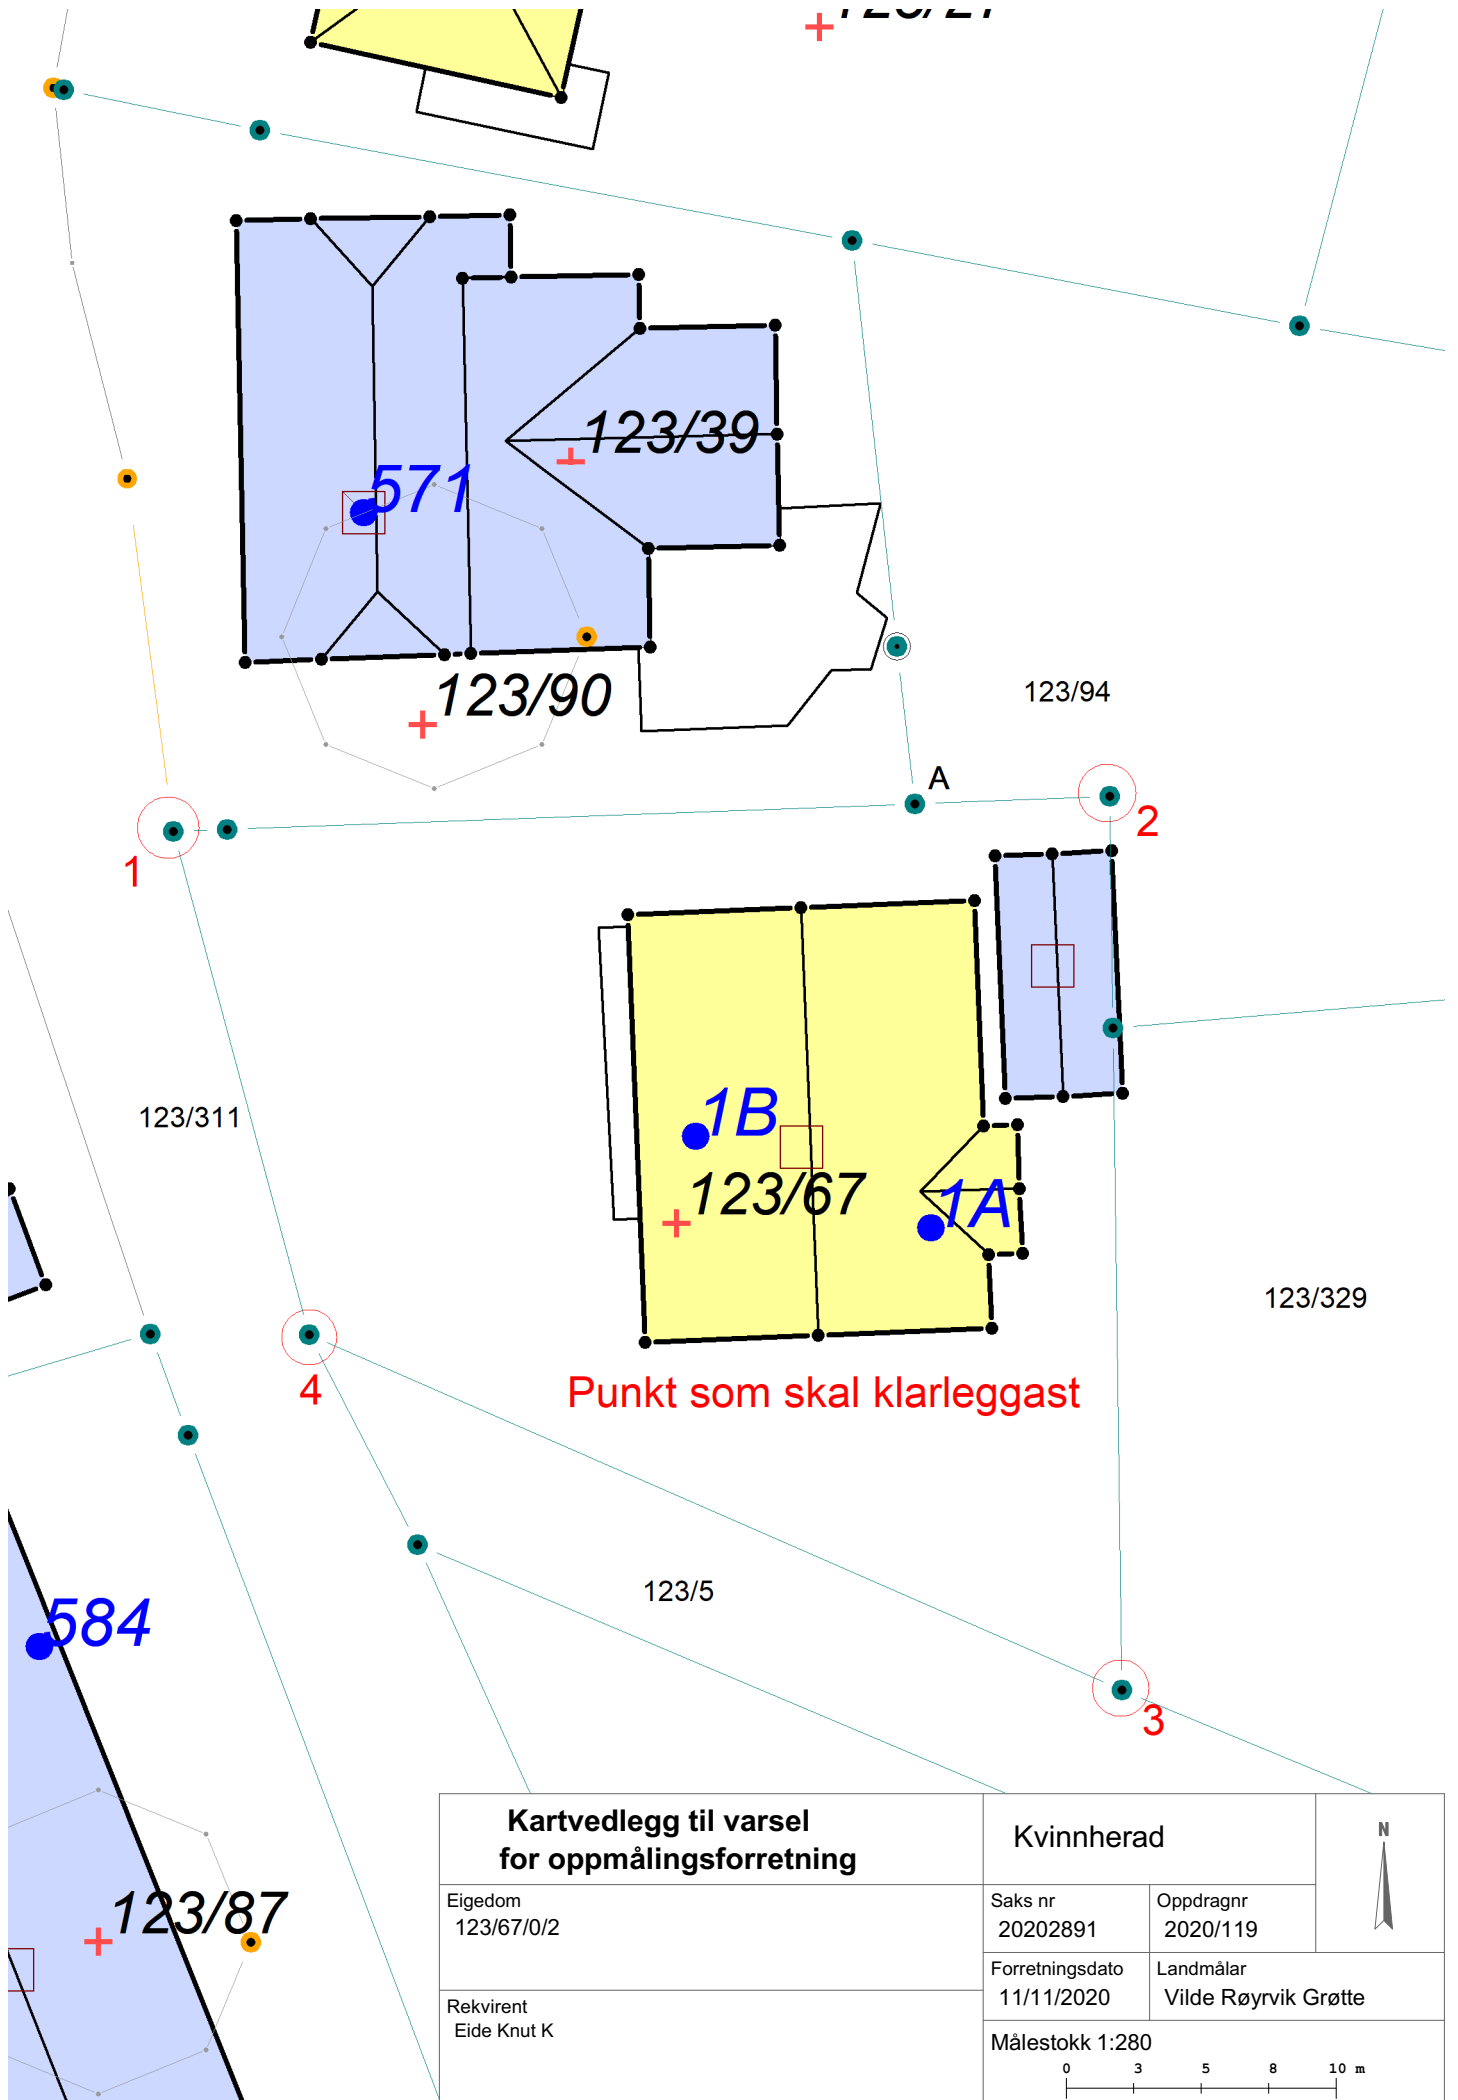 123/39
571
123/90
123/94
A
1
2
123/311
1B
123/67
1A
123/329
4
Punkt som skal klarleggast
123/5
584
3
123/87
Kartvedlegg til varsel
for oppmålingsforretning
Kvinnherad
N
Eigedom
123/67/0/2
Saks nr
20202891
Oppdragnr
2020/119
Forretningsdato
11/11/2020
Landmålar
Vilde Røyrvik Grøtte
Rekvirent
Eide Knut K
Målestokk 1:280
0 3 5 8 10 m